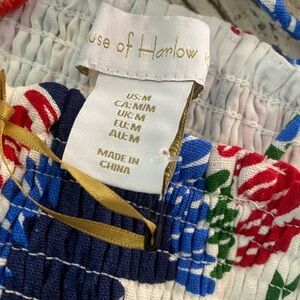 use of Harlow
US:M
CA:M/M
UK:M
EU:M
AU:M
MADE IN
CHINA